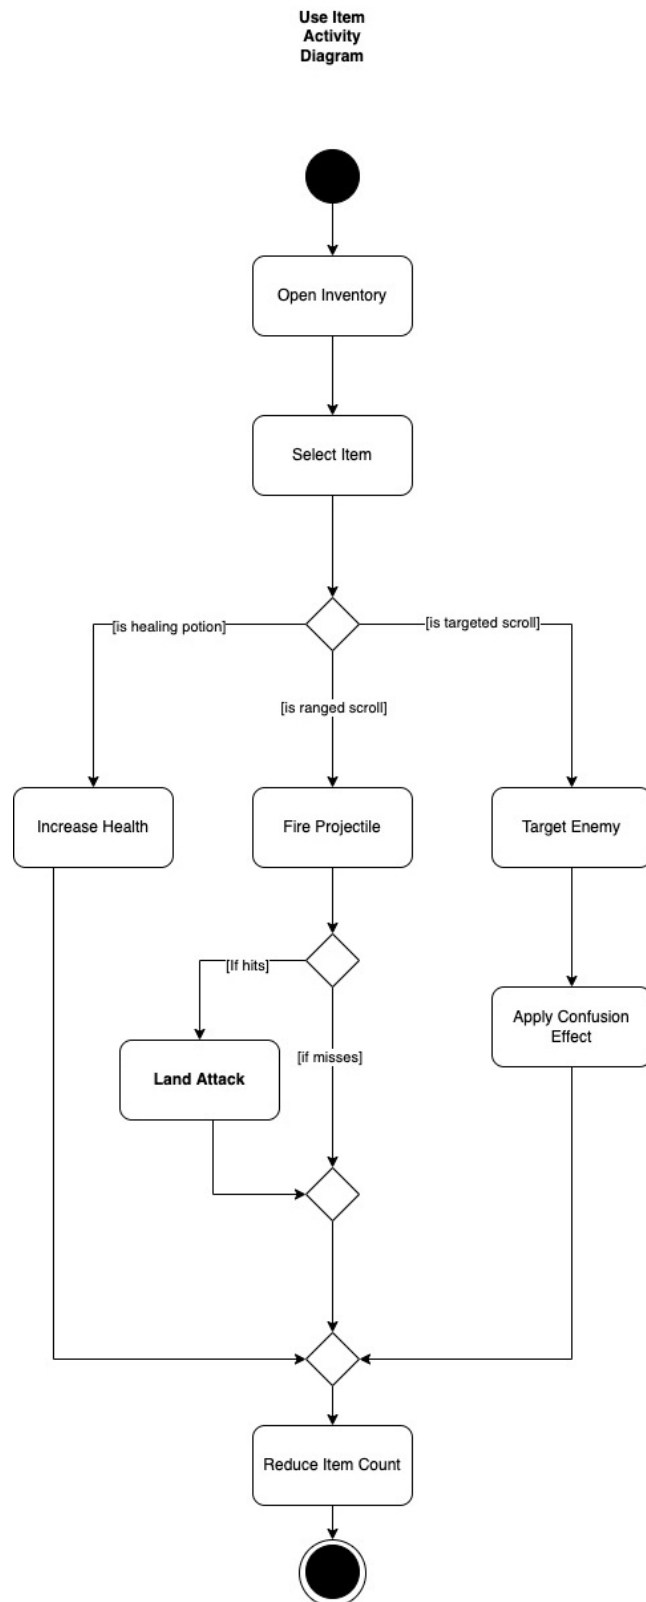 Use Item
Activity
Diagram
Open Inventory
Select Item
[is healing potion]
[is targeted scroll]
[is ranged scroll]
Increase Health
Fire Projectile
Target Enemy
[If hits]
Apply Confusion
Effect
[if misses]
Land Attack
Reduce Item Count